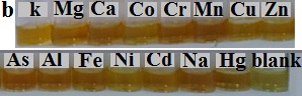 b k Mg Ca Co Cr Mn Cu Zn
As Al Fe Ni Cd Na Hg blank